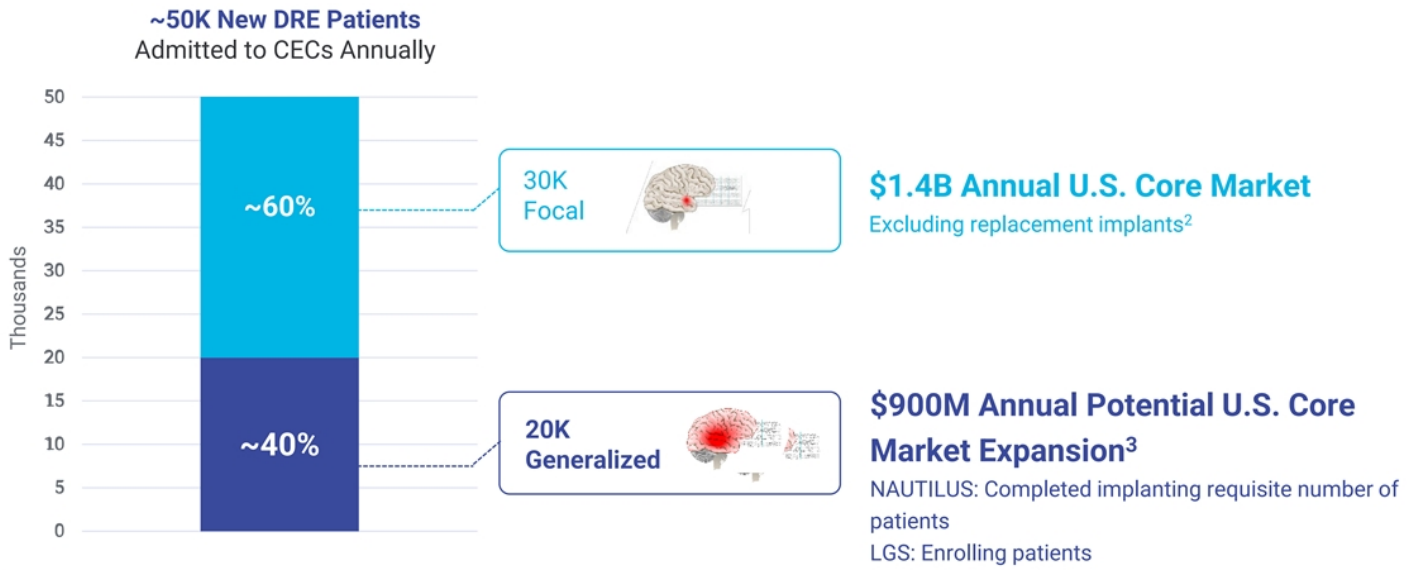 ~50K New DRE Patients
Admitted to CECs Annually
Thousands
50
45
40
35
30
25
20
15
10
5
0
~60%
~40%
30K
Focal
$1.4B Annual U.S. Core Market
Excluding replacement implants²
20K
Generalized
$900M Annual Potential U.S. Core
Market Expansion³
NAUTILUS: Completed implanting requisite number of
patients
LGS: Enrolling patients